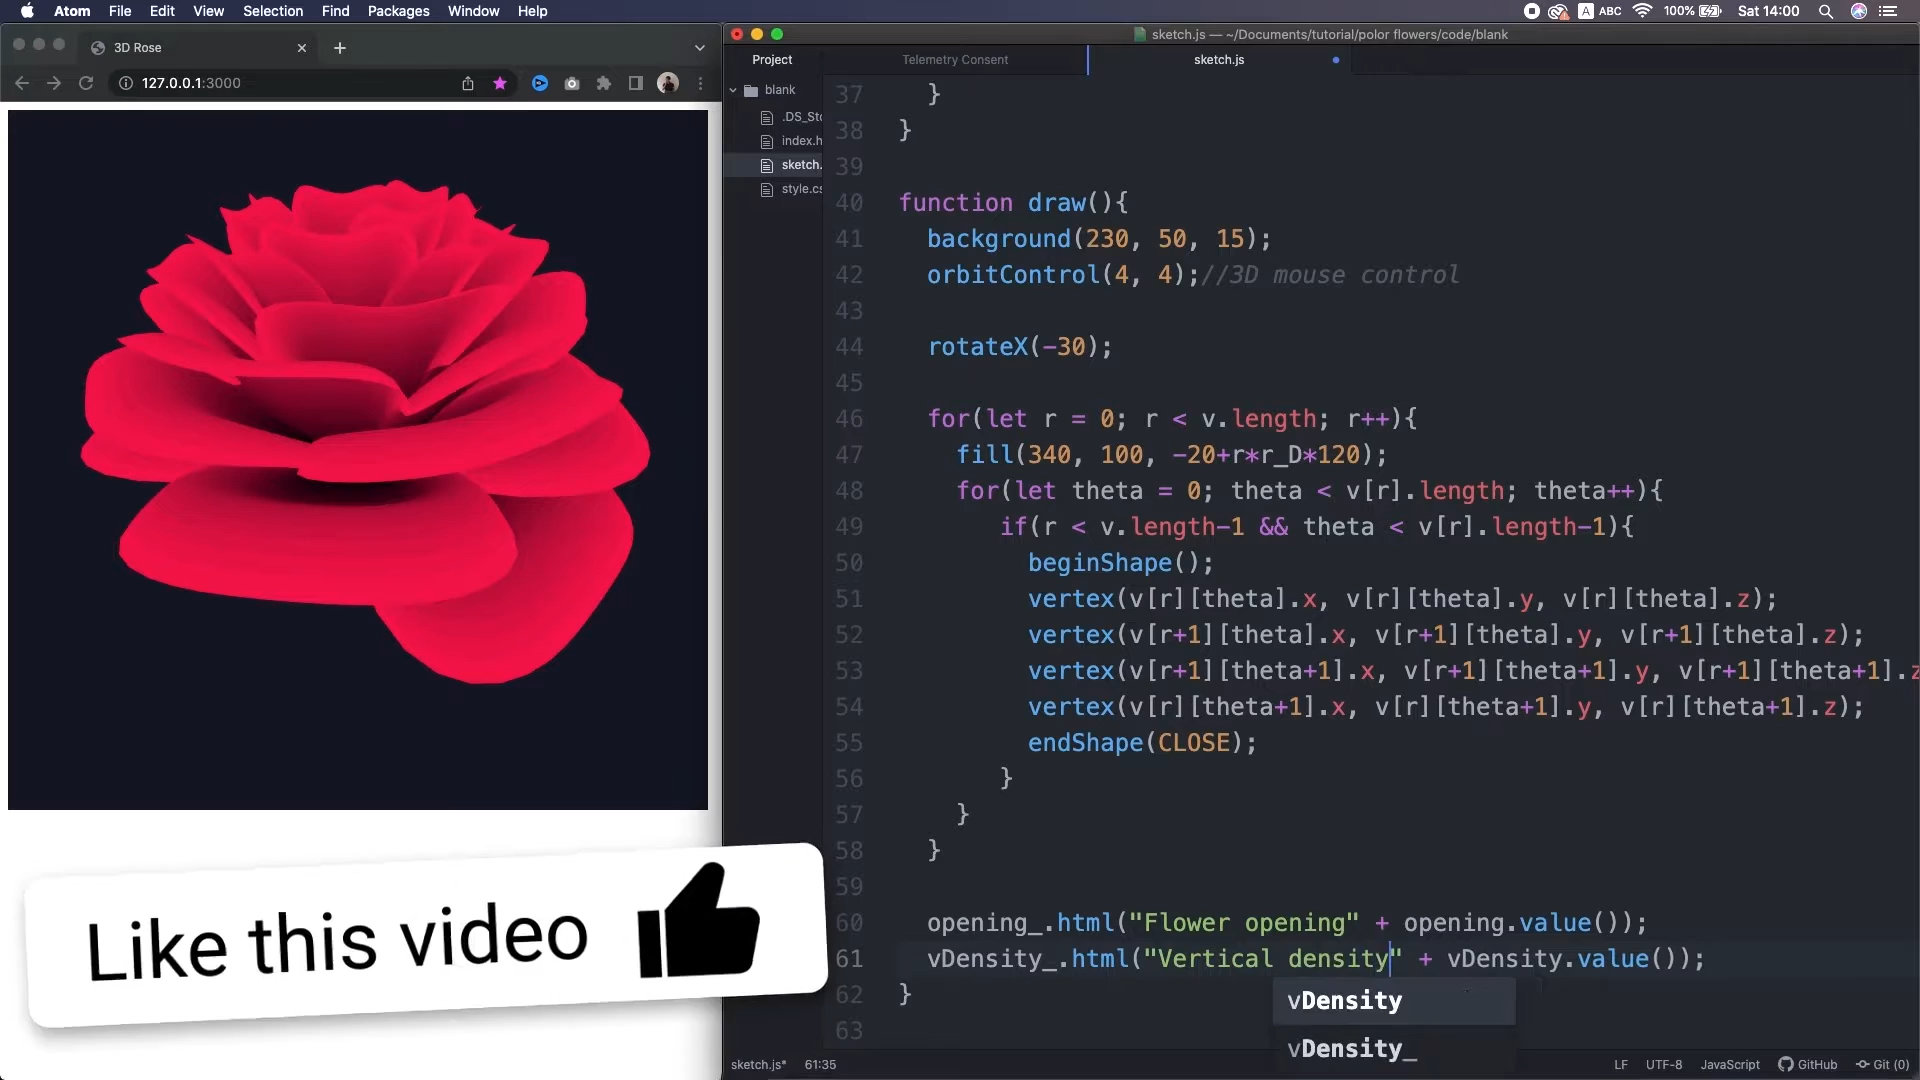 Atom File Edit View Selection Find Packages Window Help
A ABC 100% Sat 14:00
3D Rose
127.0.0.1:3000
sketch.js — ~/Documents/tutorial/polor flowers/code/blank
Project
Telemetry Consent
sketch.js
blank
.DS_Sto
index.h
sketch.
style.cs
37 }
38 }
39
40 function draw(){
41 background(230, 50, 15);
42 orbitControl(4, 4);//3D mouse control
43
44 rotateX(-30);
45
46 for(let r = 0; r < v.length; r++){
47 fill(340, 100, -20+r*r_D*120);
48 for(let theta = 0; theta < v[r].length; theta++){
49 if(r < v.length-1 && theta < v[r].length-1){
50 beginShape();
51 vertex(v[r][theta].x, v[r][theta].y, v[r][theta].z);
52 vertex(v[r+1][theta].x, v[r+1][theta].y, v[r+1][theta].z);
53 vertex(v[r+1][theta+1].x, v[r+1][theta+1].y, v[r+1][theta+1].z
54 vertex(v[r][theta+1].x, v[r][theta+1].y, v[r][theta+1].z);
55 endShape(CLOSE);
56 }
57 }
58 }
59
60 opening_.html("Flower opening" + opening.value());
61 vDensity_.html("Vertical density" + vDensity.value());
62 }
63
vDensity
vDensity_
Like this video
sketch.js* 61:35
LF UTF-8 JavaScript GitHub Git (0)